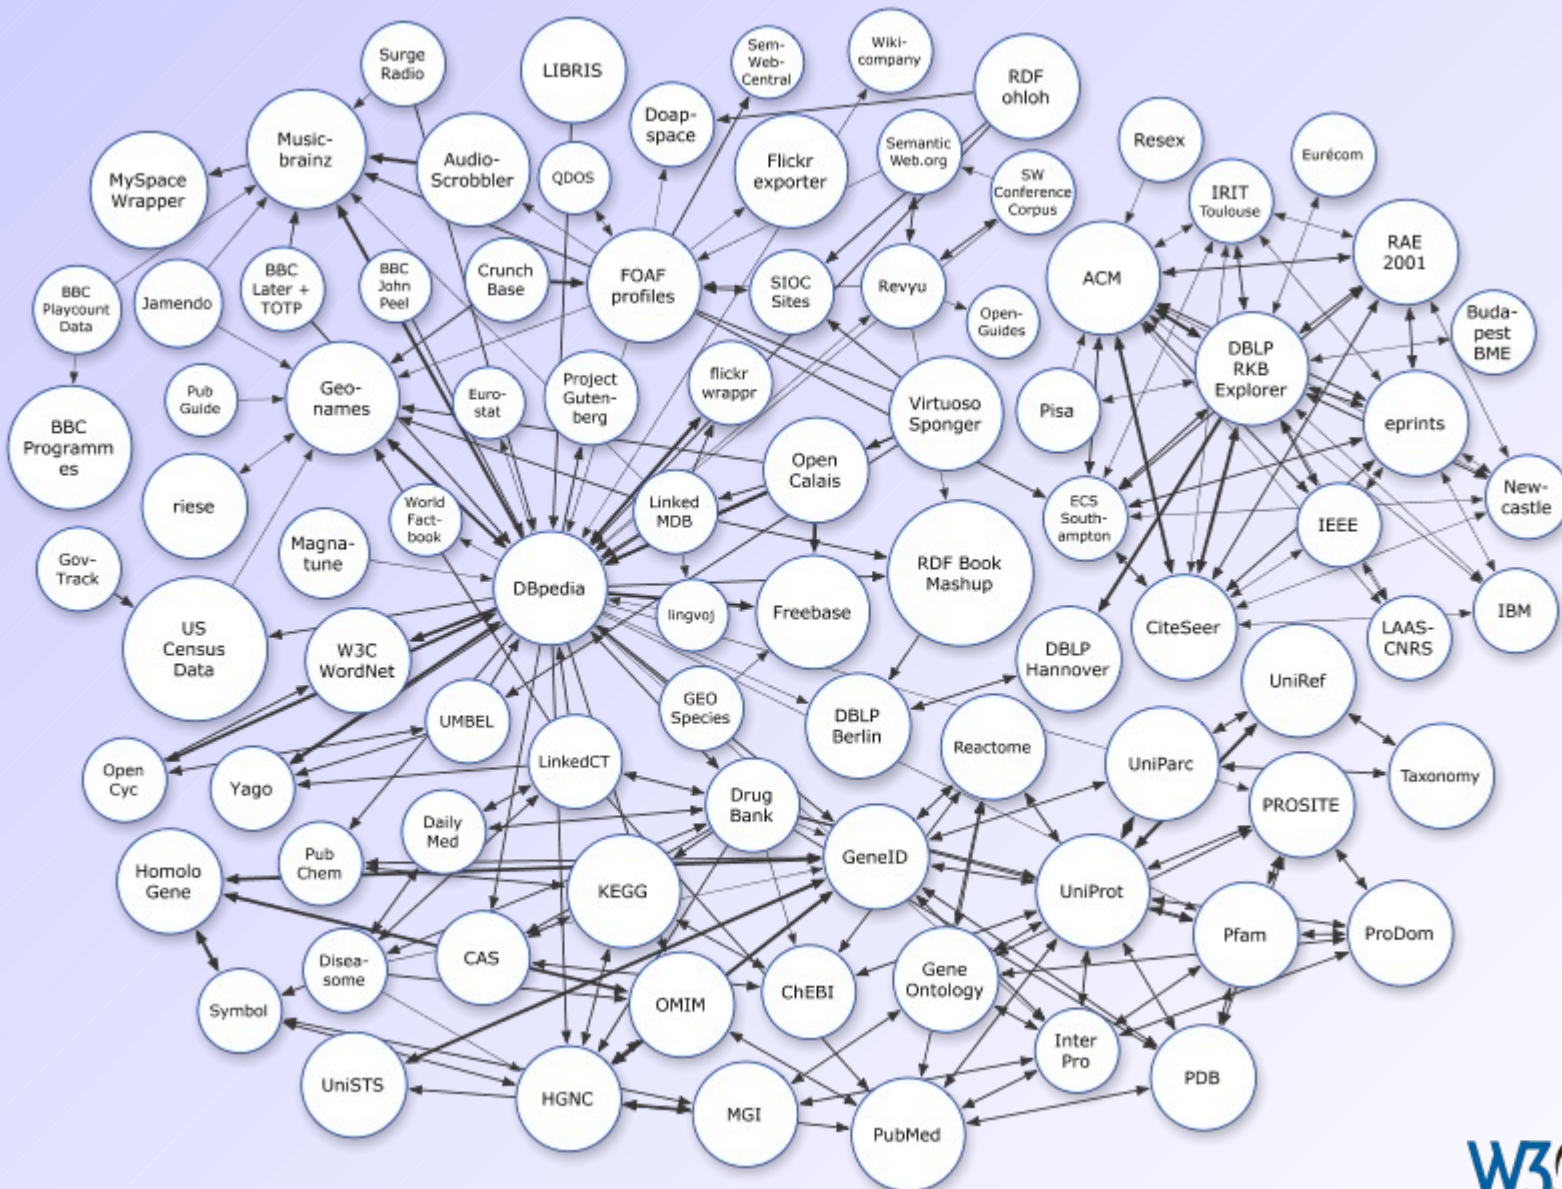 Surge
Radio
LIBRIS
Sem-
Web-
Central
Wiki-
company
RDF
ohloh
Doap-
space
Music-
brainz
MySpace
Wrapper
Audio-
Scrobbler
QDOS
Flickr
exporter
Semantic
Web.org
SW
Conference
Corpus
Resex
Eurécom
IRIT
Toulouse
RAE
2001
ACM
BBC
Playcount
Data
Jamendo
BBC
Later +
TOTP
BBC
John
Peel
Crunch
Base
FOAF
profiles
SIOC
Sites
Revyu
Open-
Guides
DBLP
RKB
Explorer
Buda-
pest
BME
Pub
Guide
Geo-
names
Euro-
stat
Project
Guten-
berg
flickr
wrappr
Virtuoso
Sponger
Pisa
eprints
BBC
Programm
es
riese
World
Fact-
book
Linked
MDB
Open
Calais
ECS
South-
ampton
IEEE
New-
castle
Gov-
Track
Magna-
tune
DBpedia
RDF Book
Mashup
lingvoj
Freebase
US
Census
Data
W3C
WordNet
DBLP
Hannover
CiteSeer
LAAS-
CNRS
IBM
UMBEL
GEO
Species
DBLP
Berlin
UniRef
Open
Cyc
Yago
LinkedCT
Reactome
UniParc
Taxonomy
Drug
Bank
PROSITE
Daily
Med
Pub
Chem
Homolo
Gene
KEGG
GeneID
UniProt
Pfam
ProDom
Disea-
some
CAS
Symbol
OMIM
ChEBI
Gene
Ontology
Inter
Pro
PDB
UniSTS
HGNC
MGI
PubMed
W3